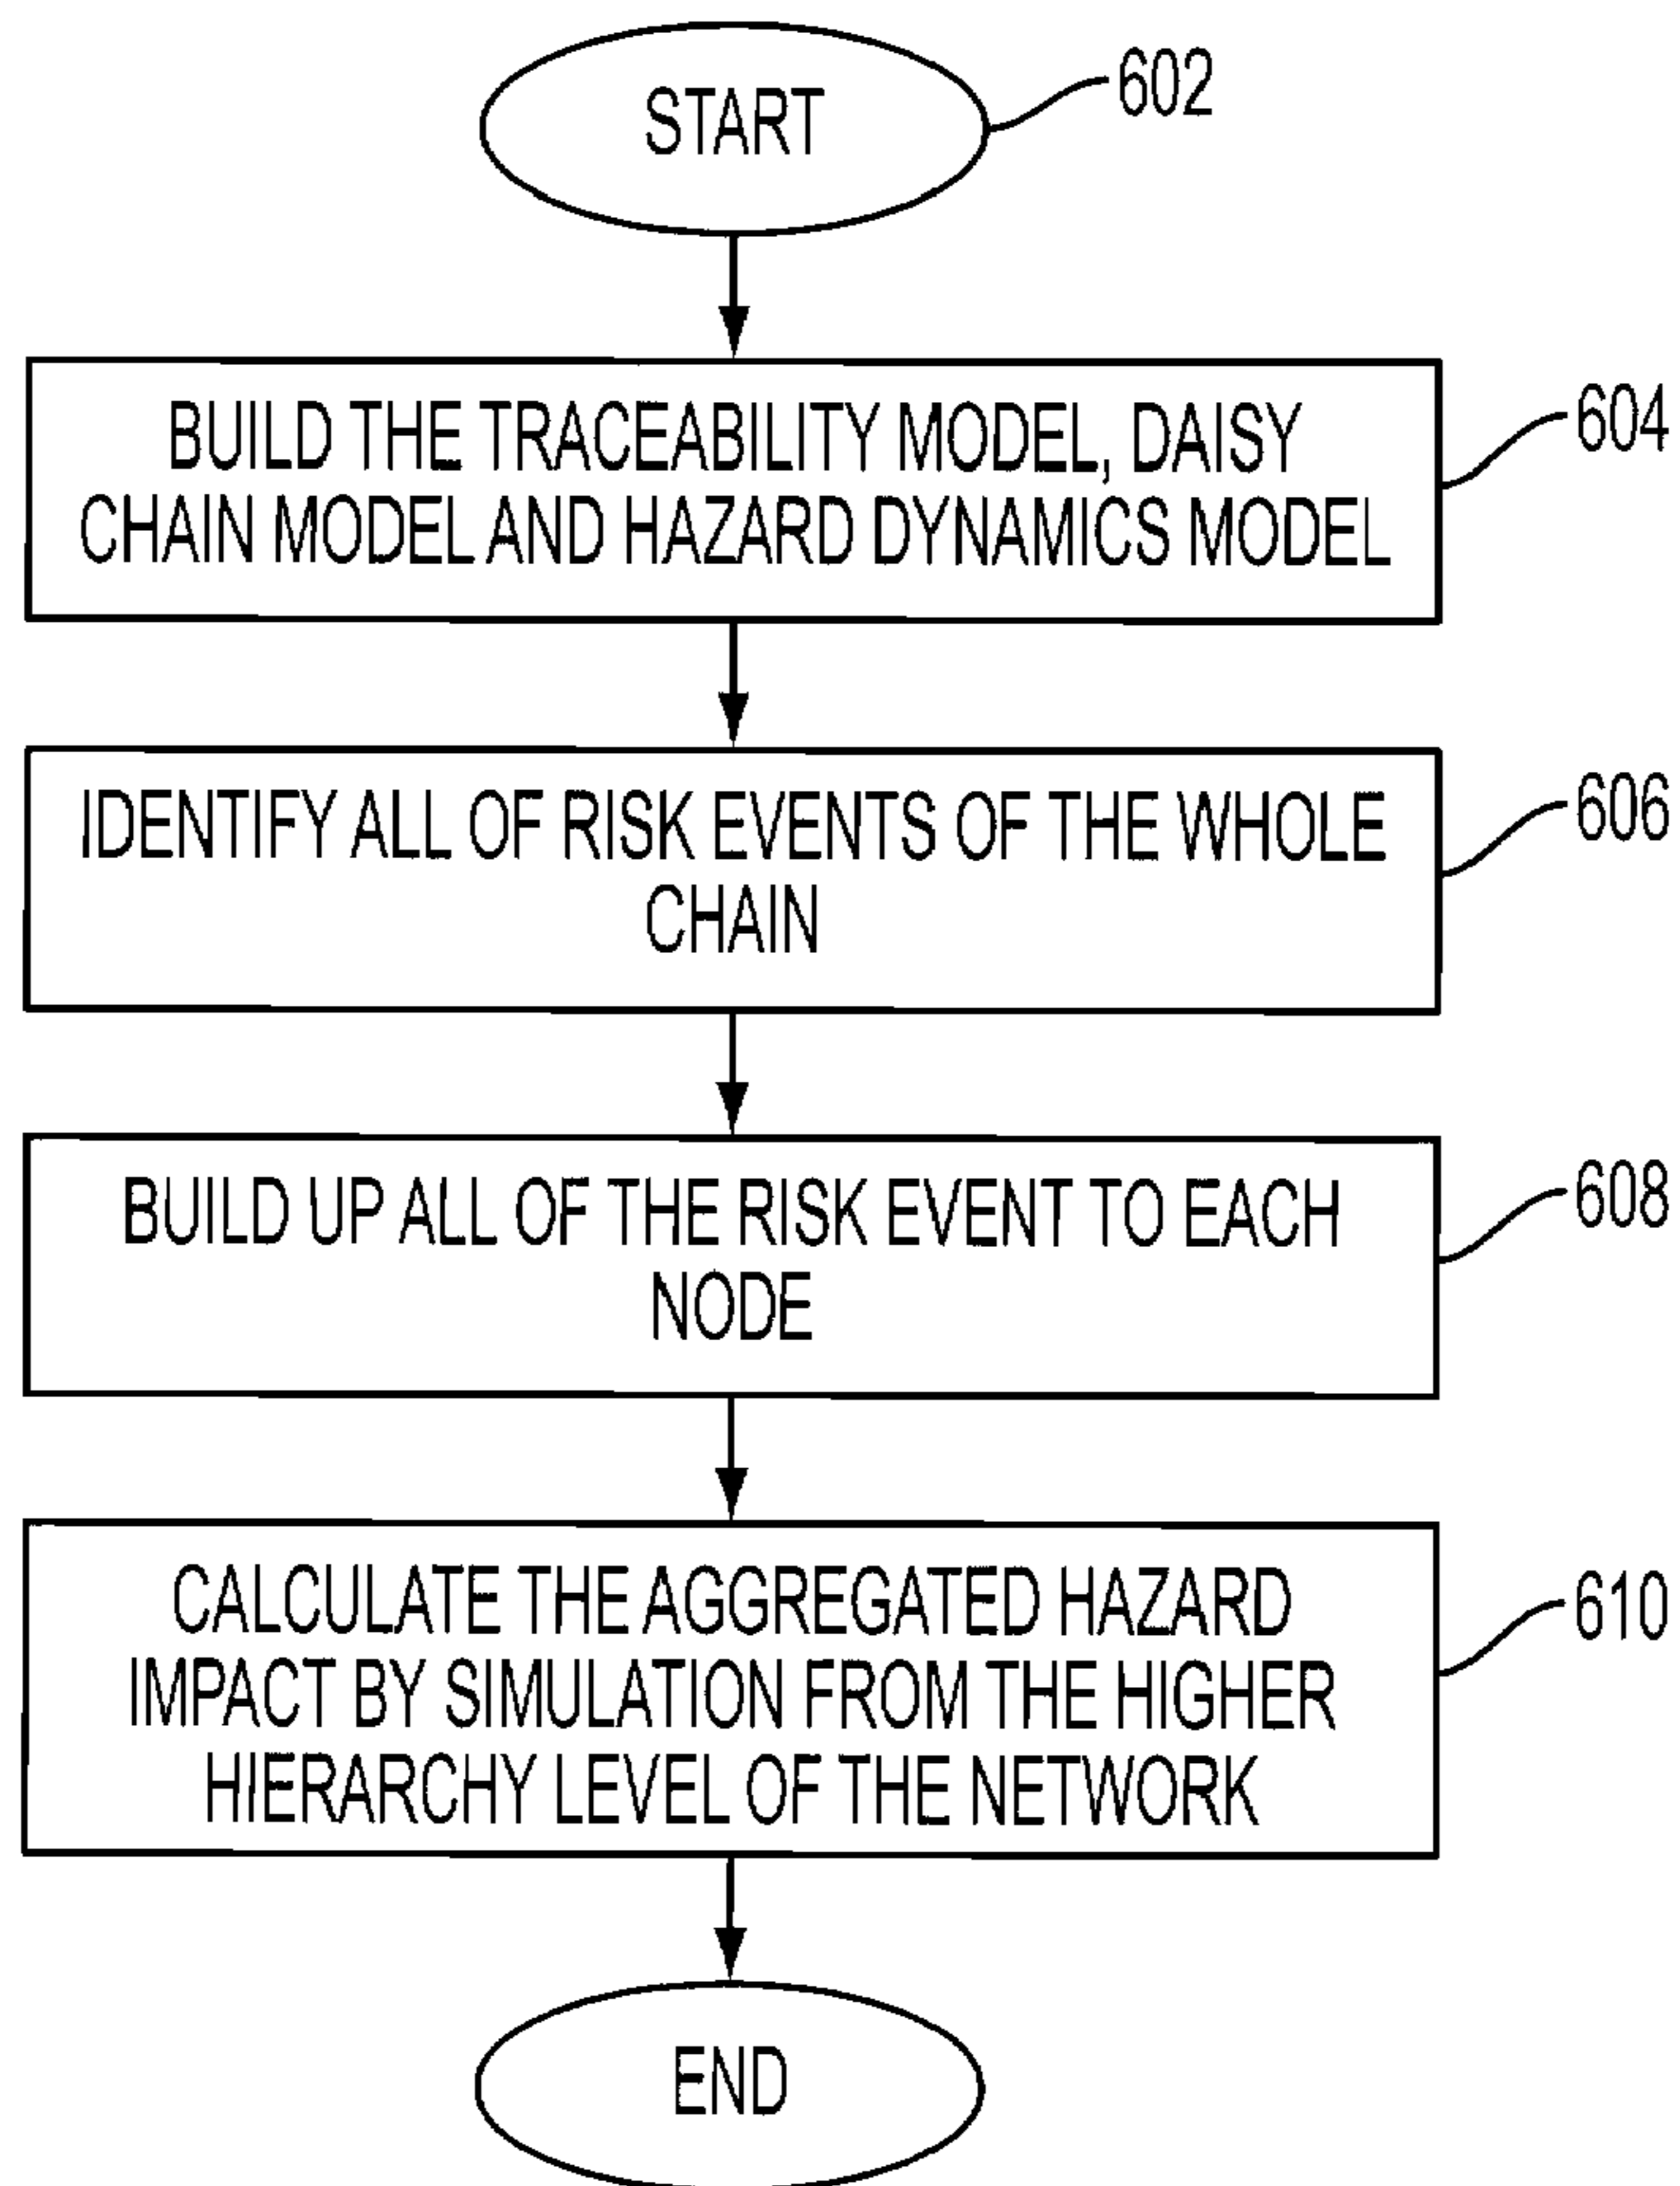 START
602
BUILD THE TRACEABILITY MODEL, DAISY
CHAIN MODEL AND HAZARD DYNAMICS MODEL
604
IDENTIFY ALL OF RISK EVENTS OF THE WHOLE
CHAIN
606
BUILD UP ALL OF THE RISK EVENT TO EACH
NODE
608
CALCULATE THE AGGREGATED HAZARD
IMPACT BY SIMULATION FROM THE HIGHER
HIERARCHY LEVEL OF THE NETWORK
610
END